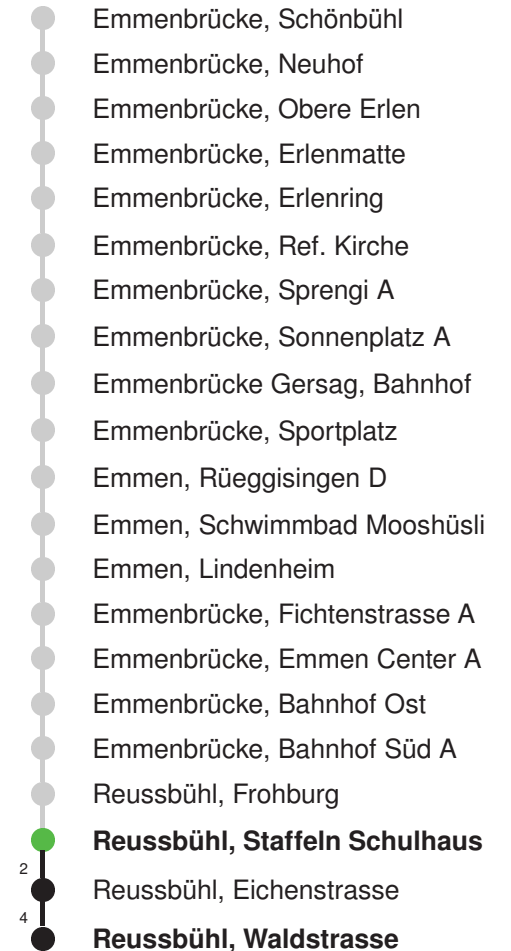 Emmenbrücke, Schönbühl
Emmenbrücke, Neuhof
Emmenbrücke, Obere Erlen
Emmenbrücke, Erlenmatte
Emmenbrücke, Erlenring
Emmenbrücke, Ref. Kirche
Emmenbrücke, Sprengi A
Emmenbrücke, Sonnenplatz A
Emmenbrücke Gersag, Bahnhof
Emmenbrücke, Sportplatz
Emmen, Rüeggisingen D
Emmen, Schwimmbad Mooshüsli
Emmen, Lindenheim
Emmenbrücke, Fichtenstrasse A
Emmenbrücke, Emmen Center A
Emmenbrücke, Bahnhof Ost
Emmenbrücke, Bahnhof Süd A
Reussbühl, Frohburg
Reussbühl, Staffeln Schulhaus
2
Reussbühl, Eichenstrasse
4
Reussbühl, Waldstrasse